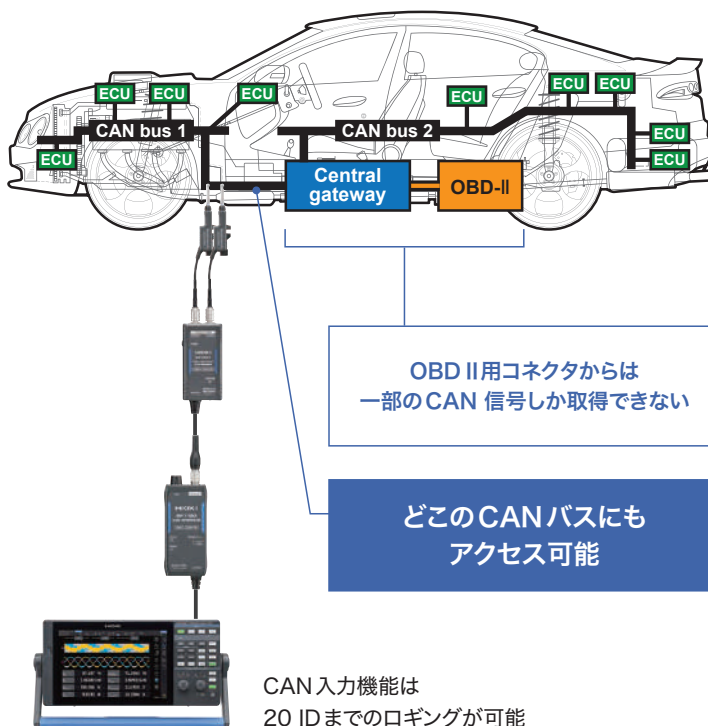 ECU
ECU
ECU
ECU
ECU
ECU
CAN bus 1
CAN bus 2
ECU
ECU
ECU
Central
gateway
OBD-II
OBD II用コネクタからは
一部のCAN 信号しか取得できない
HIOKI
どこのCANバスにも
アクセス可能
CAN入力機能は
20 IDまでのロギングが可能